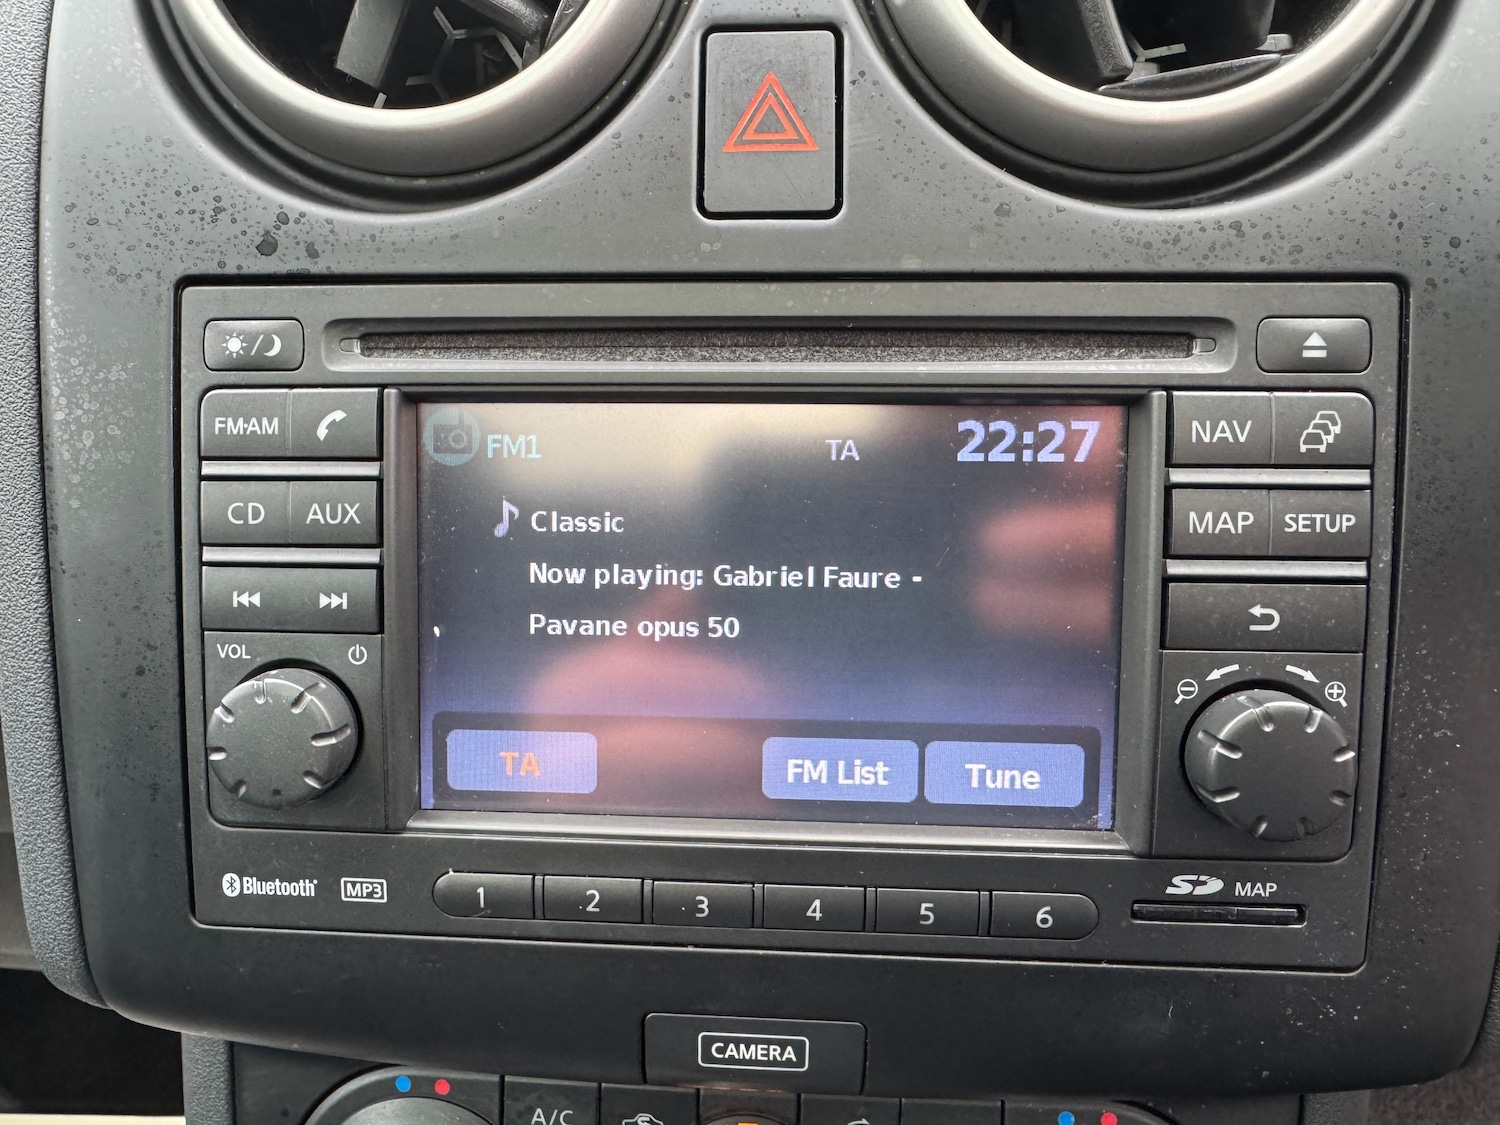 FM·AM
CD
AUX
VOL
FM1
TA
22:27
Classic
Now playing: Gabriel Faure -
Pavane opus 50
TA
FM List
Tune
NAV
MAP
SETUP
Bluetooth
MP3
1 2 3 4 5 6
SD MAP
CAMERA
A/C